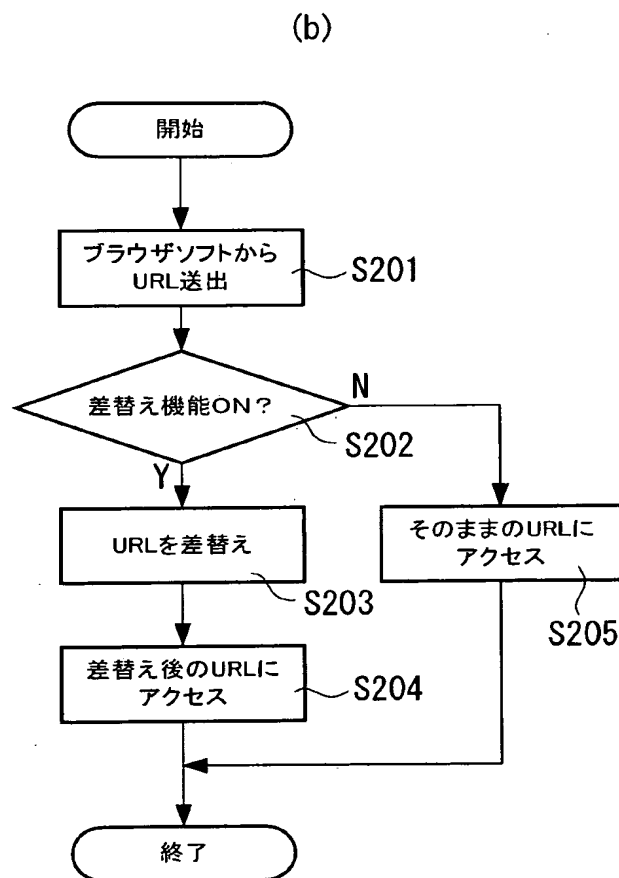 (b)
開始
ブラウザソフトから
URL送出
S201
差替え機能ON?
N
S202
Y
URLを差替え
S203
そのままのURLに
アクセス
S205
差替え後のURLに
アクセス
S204
終了